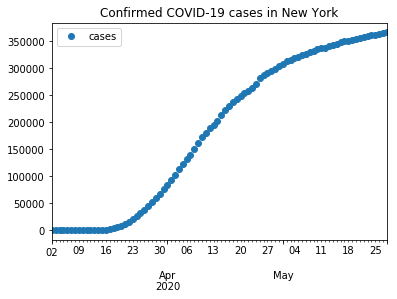 Confirmed COVID-19 cases in New York
cases
350000
300000
250000
200000
150000
100000
50000
0
02 09 16 23 30 06 13 20 27 04 11 18 25
Apr May
2020